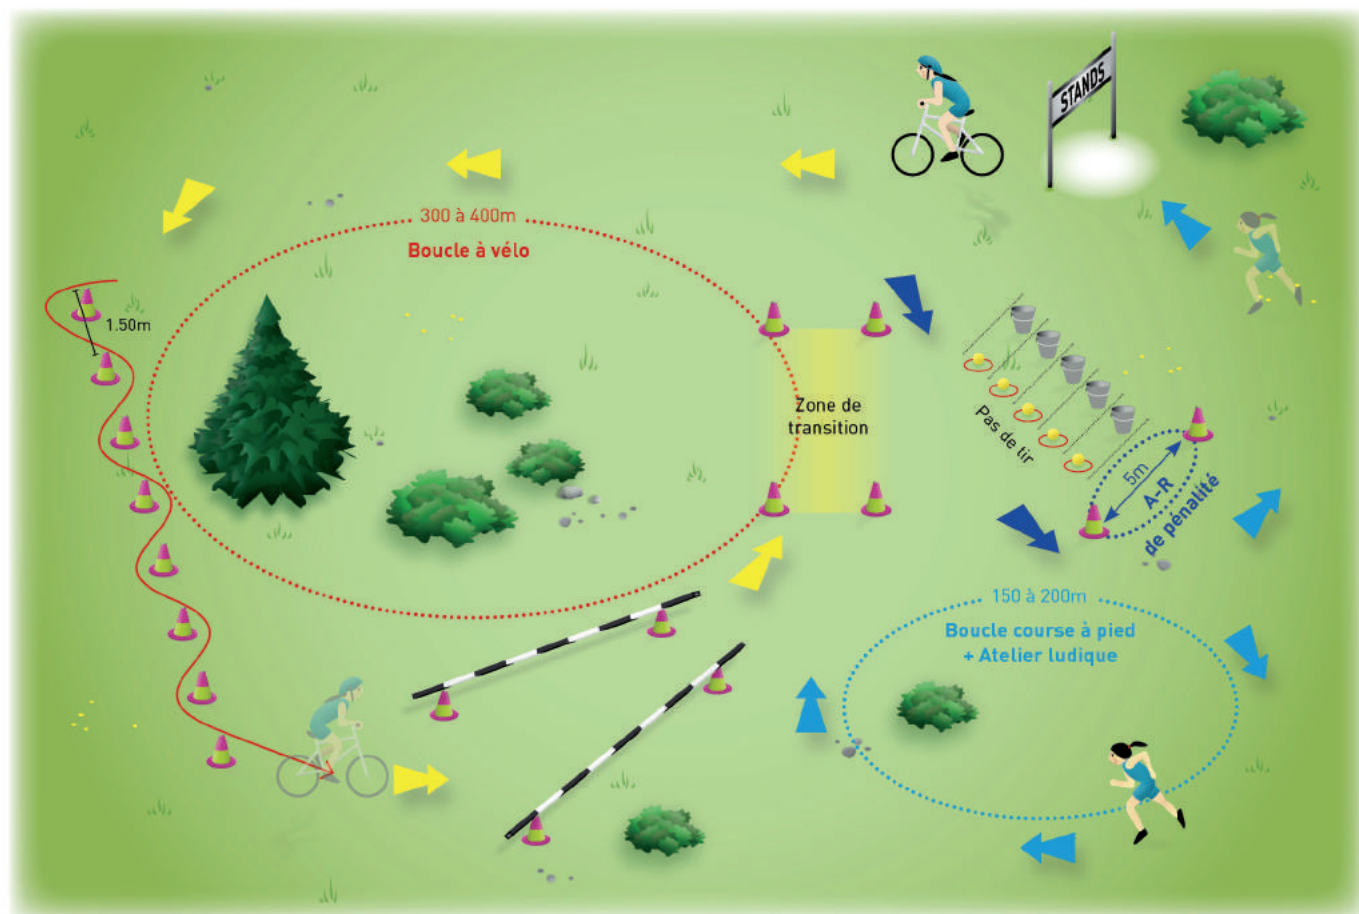 STANDS
300 à 400m
Boucle à vélo
1.50m
Zone de
transition
Pas de tir
5m
A-R
de pénalité
150 à 200m
Boucle course à pied
+ Atelier ludique